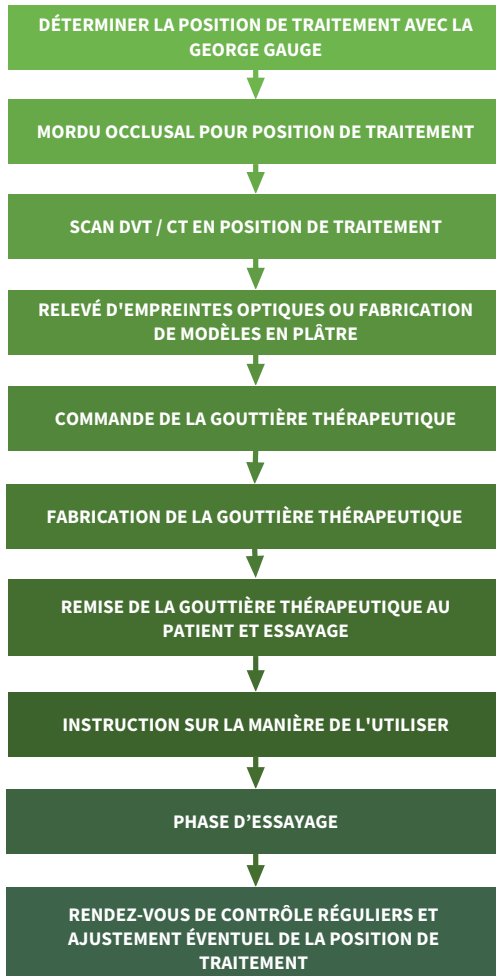 DÉTERMINER LA POSITION DE TRAITEMENT AVEC LA
GEORGE GAUGE
MORDU OCCLUSAL POUR POSITION DE TRAITEMENT
SCAN DVT / CT EN POSITION DE TRAITEMENT
RELEVÉ D'EMPREINTES OPTIQUES OU FABRICATION
DE MODÈLES EN PLÂTRE
COMMANDE DE LA GOUTTIÈRE THÉRAPEUTIQUE
FABRICATION DE LA GOUTTIÈRE THÉRAPEUTIQUE
REMISE DE LA GOUTTIÈRE THÉRAPEUTIQUE AU
PATIENT ET ESSAYAGE
INSTRUCTION SUR LA MANIÈRE DE L'UTILISER
PHASE D’ESSAYAGE
RENDEZ-VOUS DE CONTRÔLE RÉGULIERS ET
AJUSTEMENT ÉVENTUEL DE LA POSITION DE
TRAITEMENT